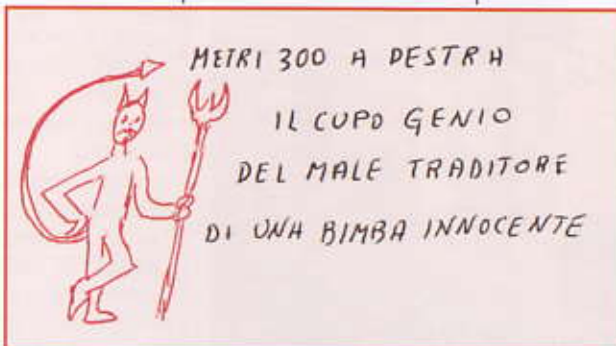 METRI 300 A DESTRA
IL CUPO GENIO
DEL MALE TRADITORE
DI UNA BIMBA INNOCENTE